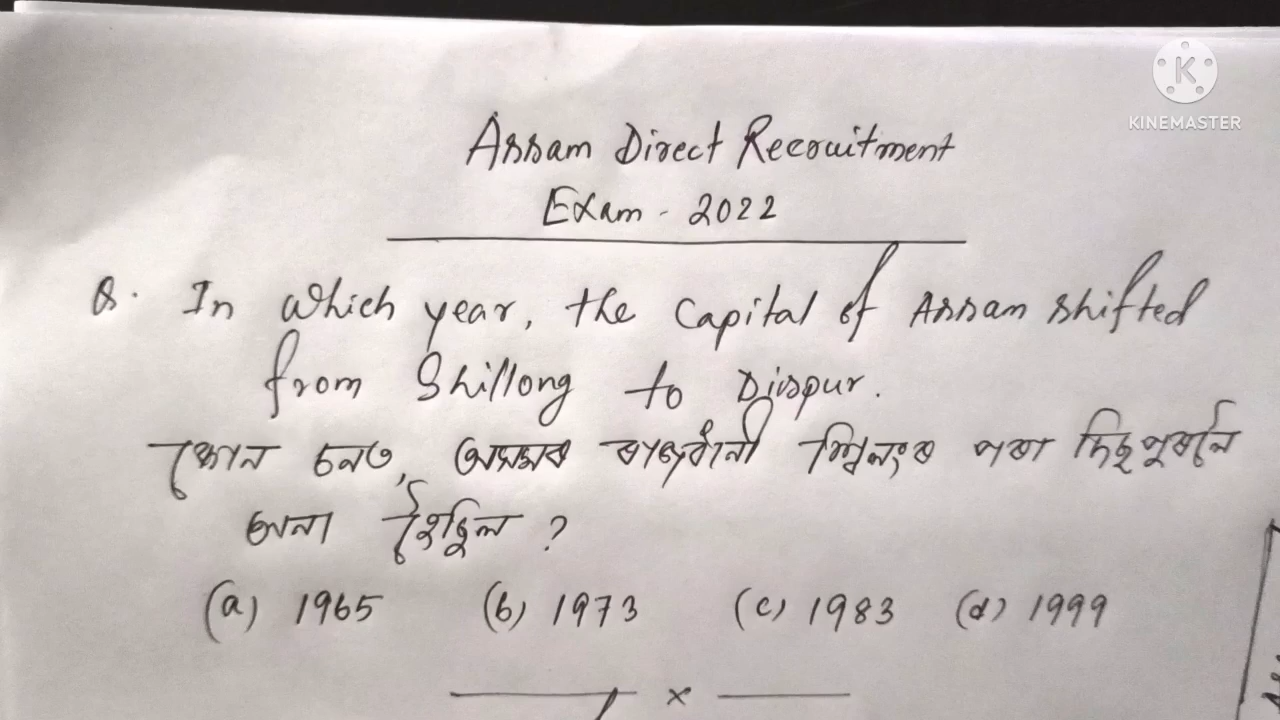 KINEMASTER
Assam Direct Recruitment
Exam - 2022
Q. In which year, the Capital of Assam shifted
from Shillong to Dispur.
কোন চনত, অসমৰ ৰাজধানী শ্বিলংৰ পৰা দিছপুৰলৈ
অনা হৈছিল ?
(a) 1965 (b) 1973 (c) 1983 (d) 1999
x